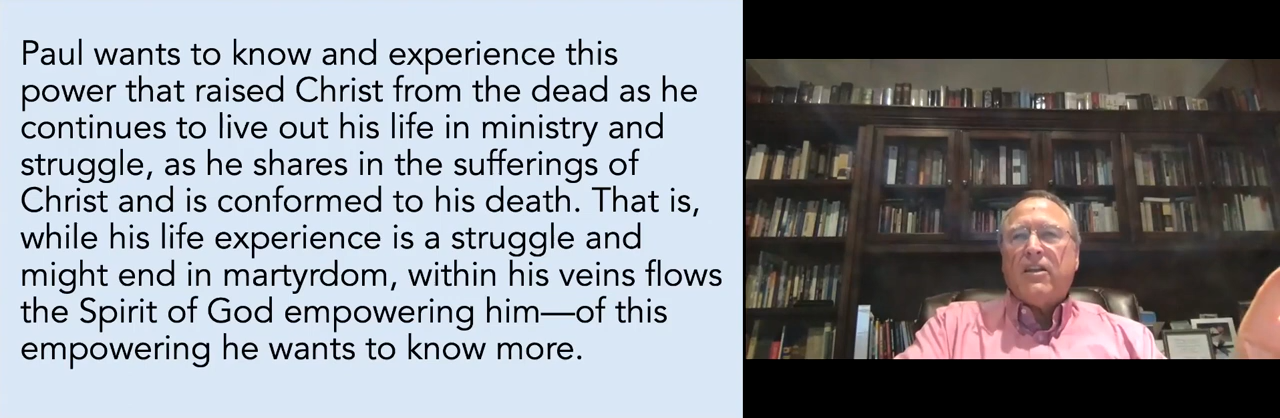 Paul wants to know and experience this
power that raised Christ from the dead as he
continues to live out his life in ministry and
struggle, as he shares in the sufferings of
Christ and is conformed to his death. That is,
while his life experience is a struggle and
might end in martyrdom, within his veins flows
the Spirit of God empowering him—of this
empowering he wants to know more.